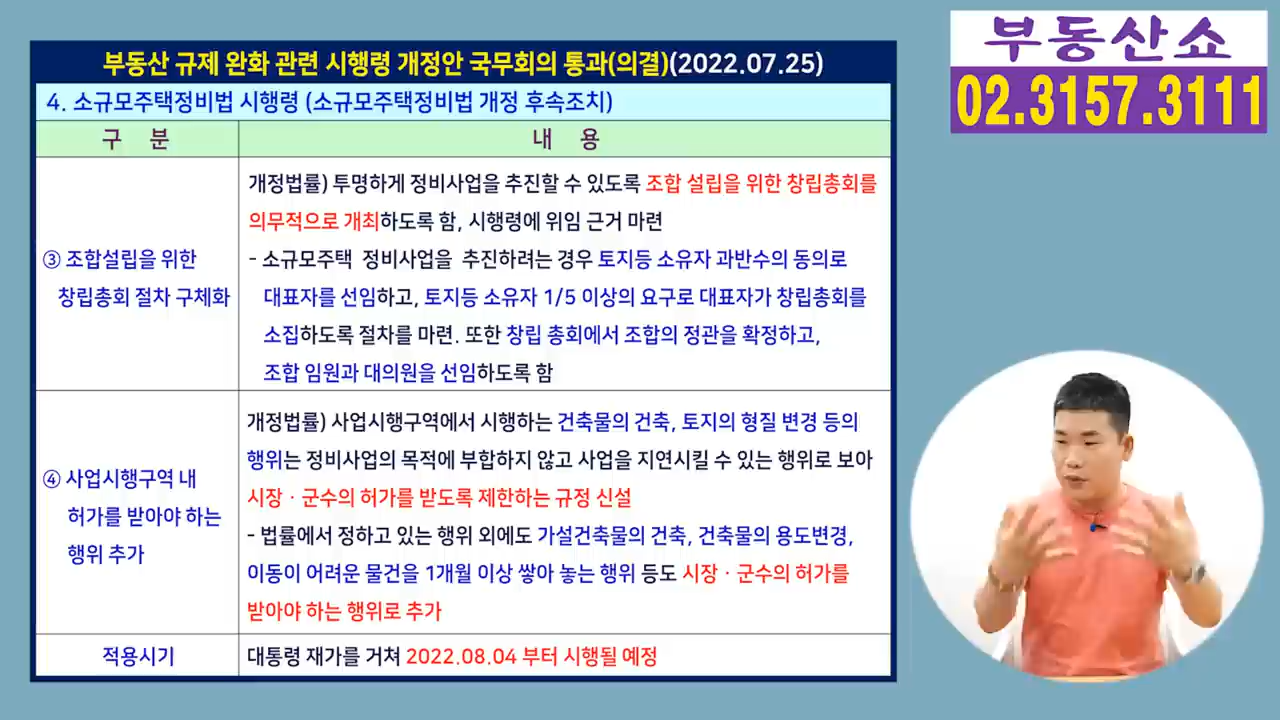 부동산쇼
02.3157.3111
부동산 규제 완화 관련 시행령 개정안 국무회의 통과(의결)(2022.07.25)
4. 소규모주택정비법 시행령 (소규모주택정비법 개정 후속조치)
구 분
내 용
③ 조합설립을 위한
창립총회 절차 구체화
개정법률) 투명하게 정비사업을 추진할 수 있도록 조합 설립을 위한 창립총회를
의무적으로 개최하도록 함, 시행령에 위임 근거 마련
- 소규모주택 정비사업을 추진하려는 경우 토지등 소유자 과반수의 동의로
대표자를 선임하고, 토지등 소유자 1/5 이상의 요구로 대표자가 창립총회를
소집하도록 절차를 마련. 또한 창립 총회에서 조합의 정관을 확정하고,
조합 임원과 대의원을 선임하도록 함
④ 사업시행구역 내
허가를 받아야 하는
행위 추가
개정법률) 사업시행구역에서 시행하는 건축물의 건축, 토지의 형질 변경 등의
행위는 정비사업의 목적에 부합하지 않고 사업을 지연시킬 수 있는 행위로 보아
시장 · 군수의 허가를 받도록 제한하는 규정 신설
- 법률에서 정하고 있는 행위 외에도 가설건축물의 건축, 건축물의 용도변경,
이동이 어려운 물건을 1개월 이상 쌓아 놓는 행위 등도 시장 · 군수의 허가를
받아야 하는 행위로 추가
적용시기
대통령 재가를 거쳐 2022.08.04 부터 시행될 예정